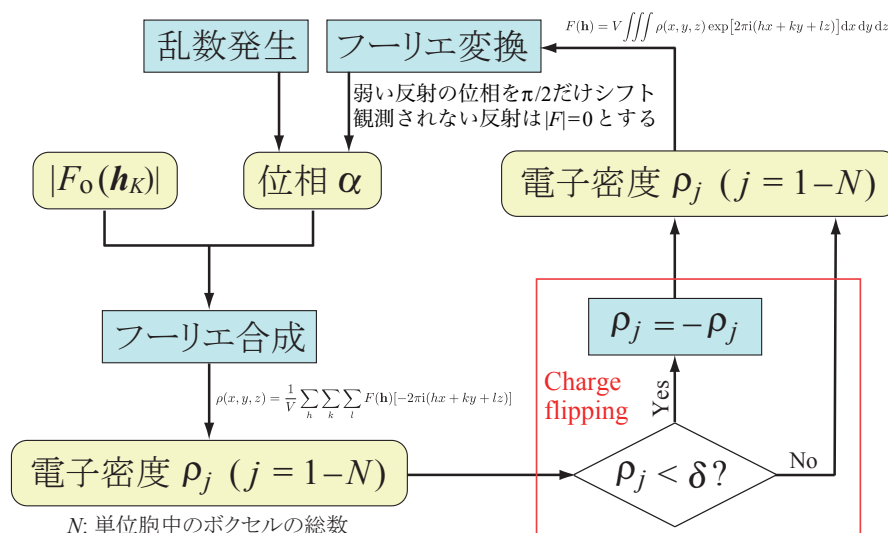 乱数発生
フーリエ変換
F(h) = V∭ρ(x, y, z) exp[2πi(hx + ky + lz)]dx dy dz
弱い反射の位相をπ/2だけシフト
観測されない反射は|F|=0とする
|Fo(hK)|
位相 α
電子密度 ρj (j = 1–N)
フーリエ合成
ρj = −ρj
ρ(x, y, z) = 1/V ∑h ∑k ∑l F(h)[−2πi(hx + ky + lz)]
Charge
flipping
Yes
電子密度 ρj (j = 1–N)
ρj < δ?
No
N: 単位胞中のボクセルの総数